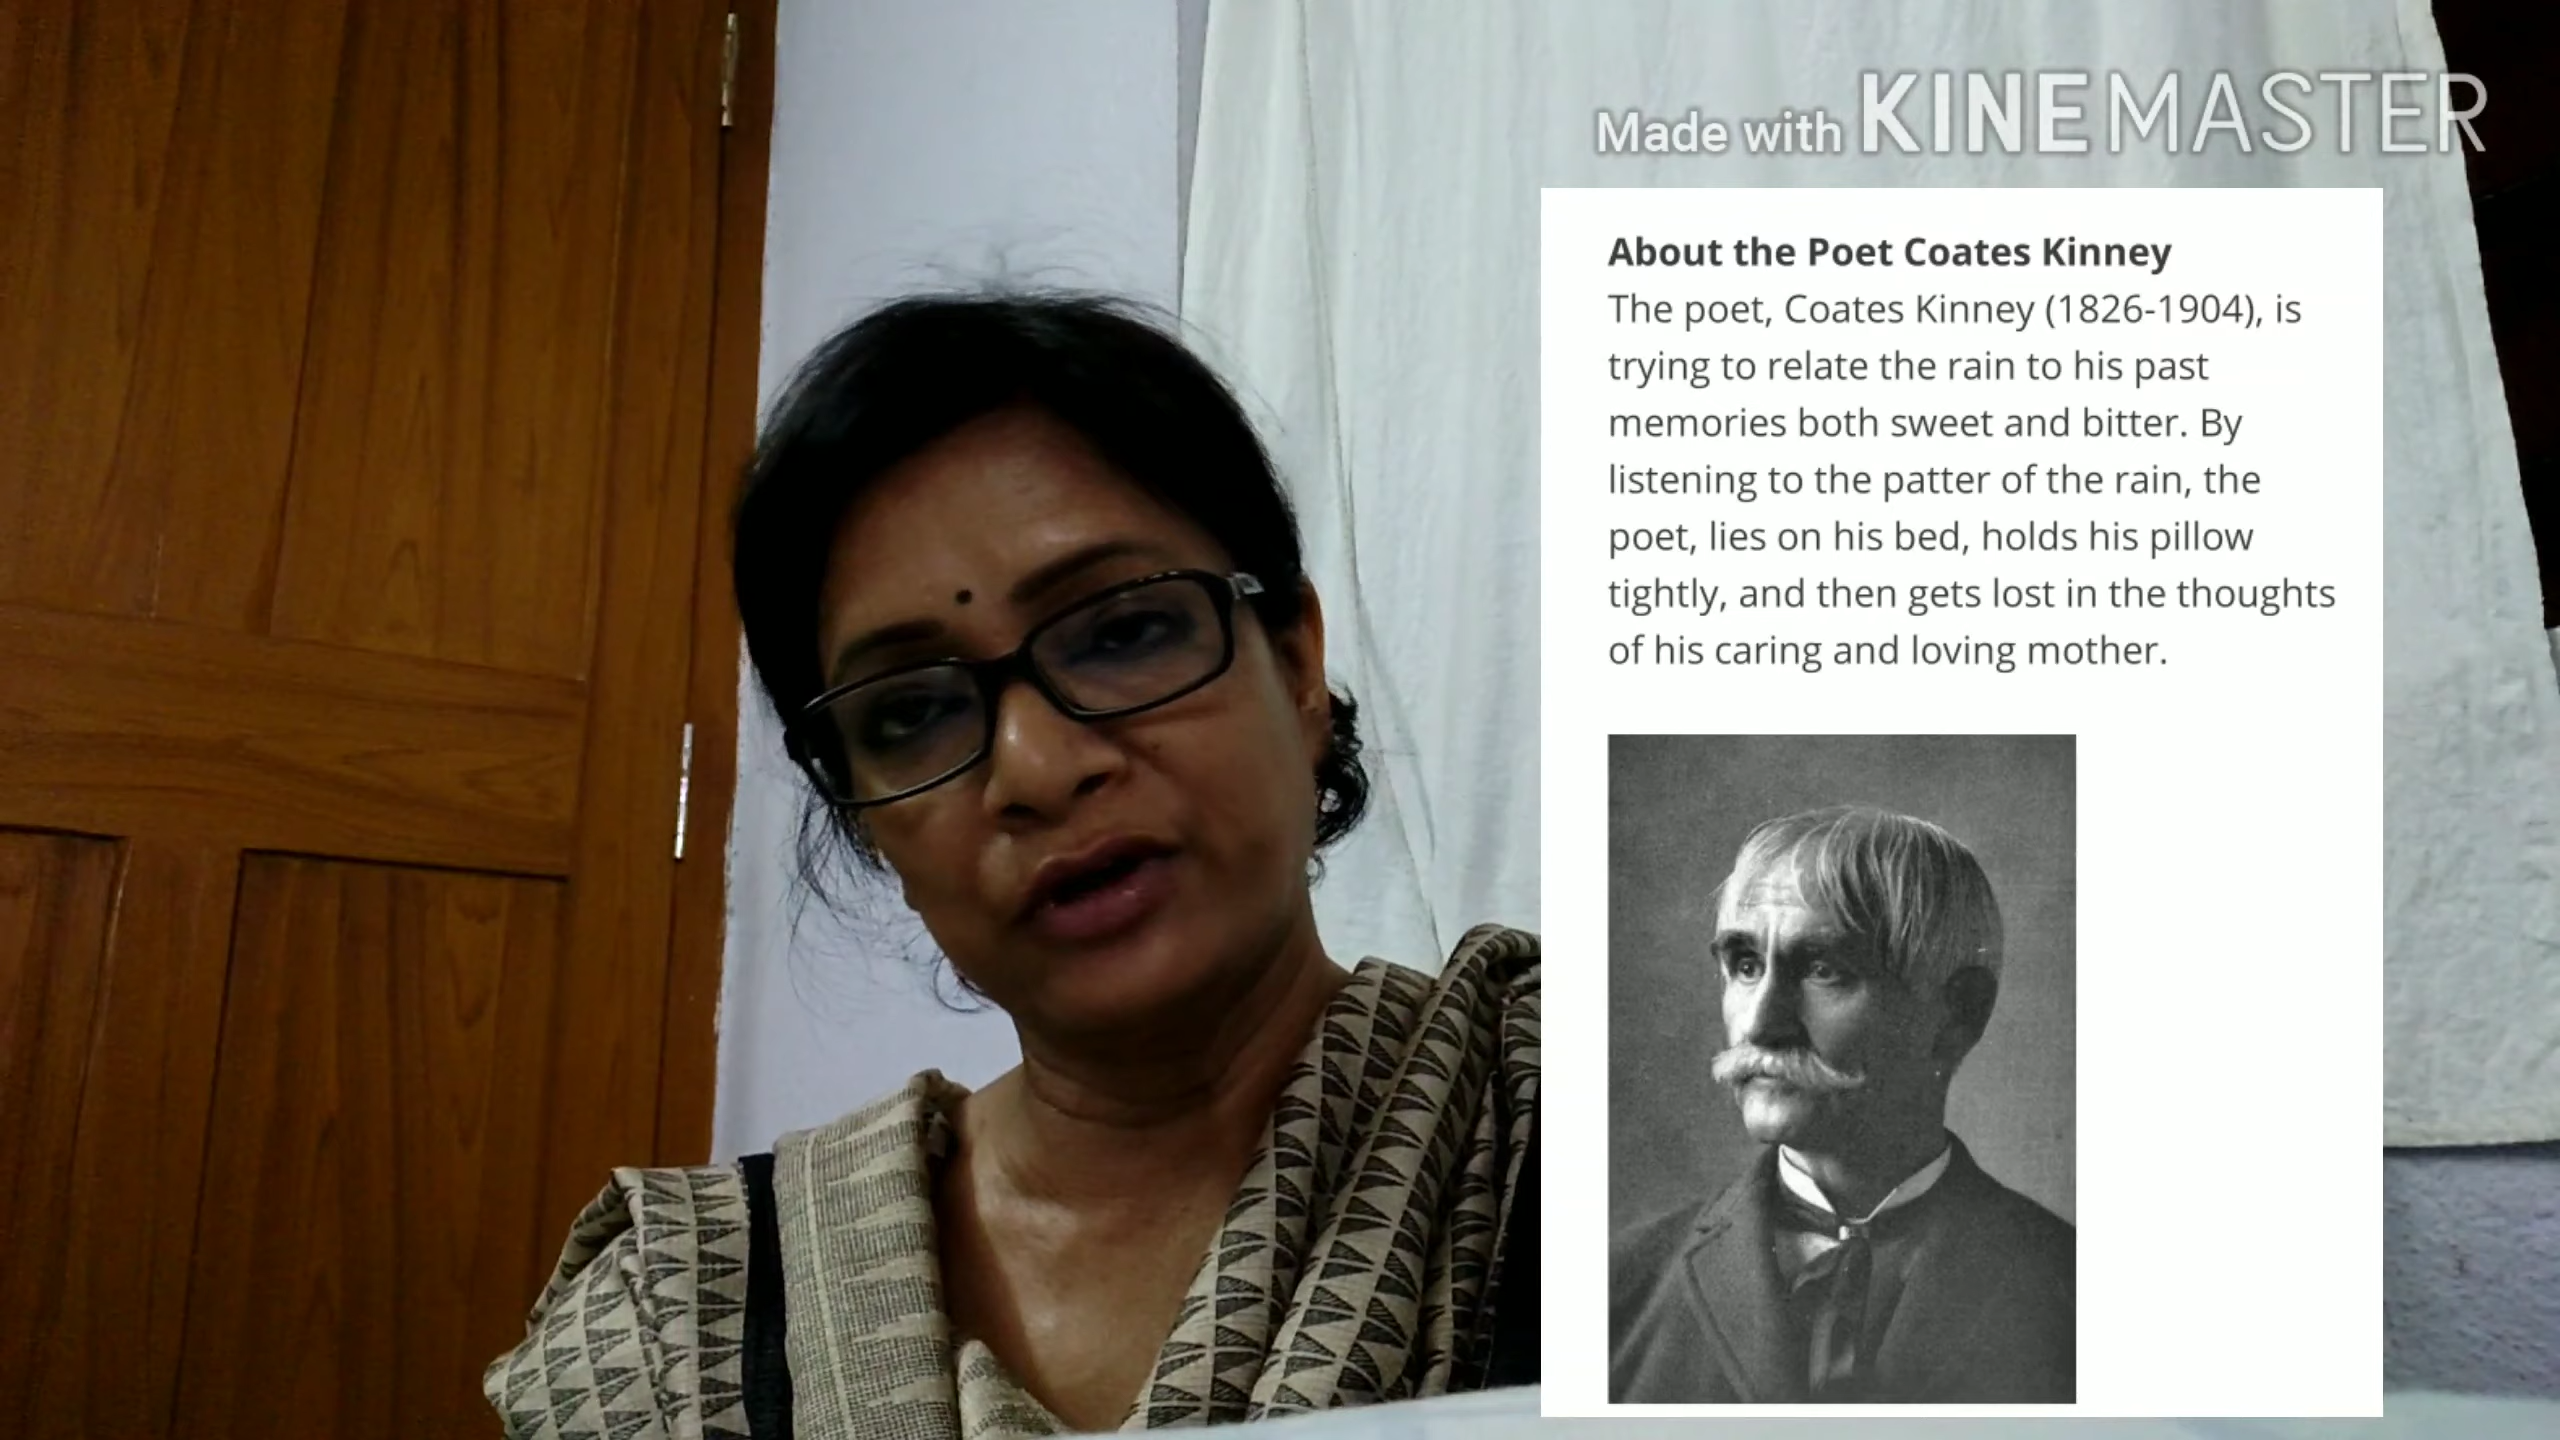 Made with KINEMASTER
About the Poet Coates Kinney
The poet, Coates Kinney (1826-1904), is
trying to relate the rain to his past
memories both sweet and bitter. By
listening to the patter of the rain, the
poet, lies on his bed, holds his pillow
tightly, and then gets lost in the thoughts
of his caring and loving mother.